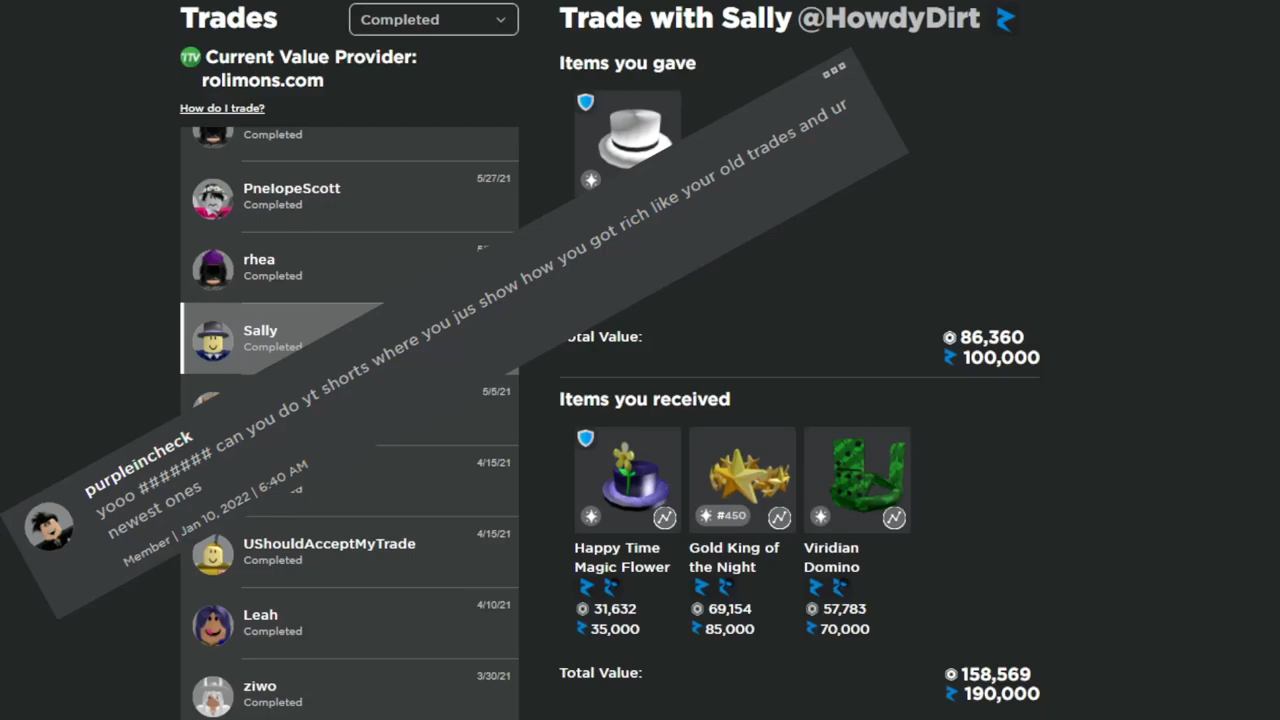 Trades
Completed
TTV
Current Value Provider:
rolimons.com
How do I trade?
Completed
PnelopeScott
5/27/21
Completed
rhea
Completed
Sally
Completed
5/5/21
4/15/21
UShouldAcceptMyTrade
4/15/21
Completed
Leah
4/10/21
Completed
ziwo
3/30/21
Completed
purpleincheck
yooo ####### can you do yt shorts where you jus show how you got rich like your old trades and ur
newest ones
Member | Jan 10, 2022 | 6:40 AM
Trade with Sally @HowdyDirt
Items you gave
Value:
86,360
100,000
Items you received
#450
Happy Time Magic Flower
31,632
35,000
Gold King of the Night
69,154
85,000
Viridian Domino
57,783
70,000
Total Value:
158,569
190,000